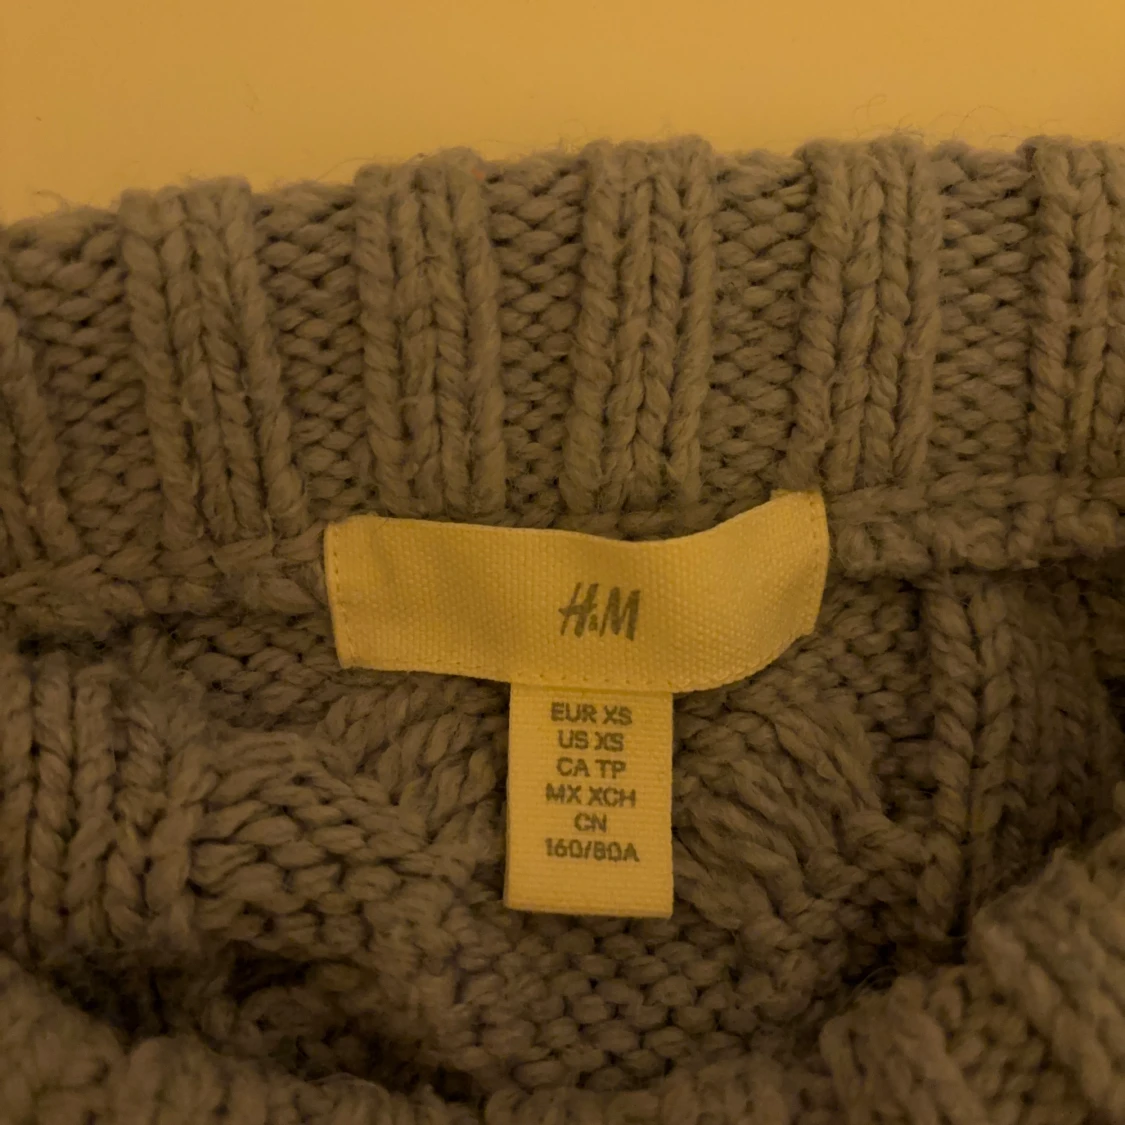 H&M
EUR XS
US XS
CA TP
MX XCH
CN
160/80A